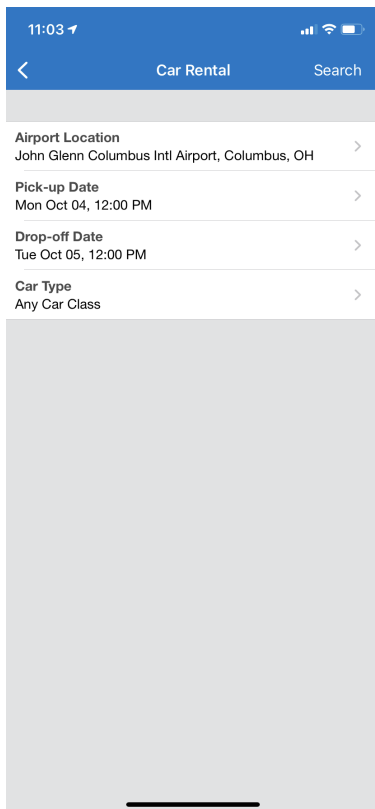 11:03
Car Rental
Search
Airport Location
John Glenn Columbus Intl Airport, Columbus, OH
Pick-up Date
Mon Oct 04, 12:00 PM
Drop-off Date
Tue Oct 05, 12:00 PM
Car Type
Any Car Class